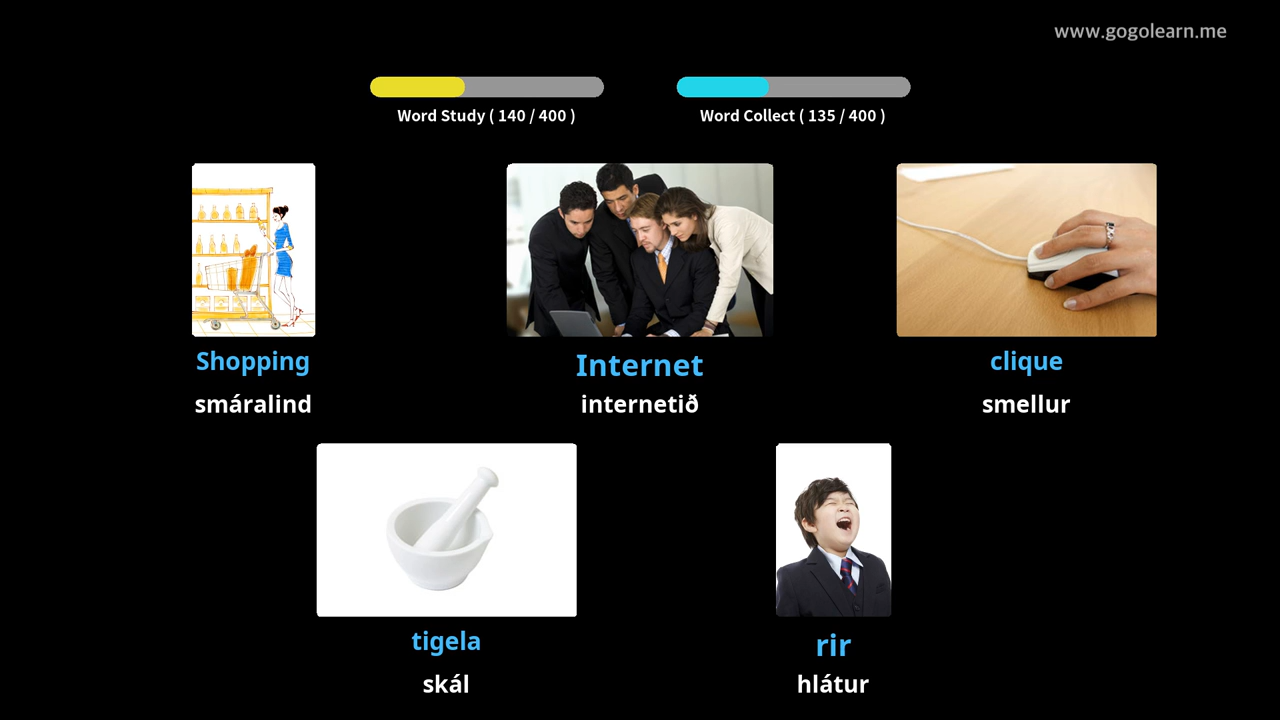 www.gogolearn.me
Word Study ( 140 / 400 )
Word Collect ( 135 / 400 )
Shopping
smáralind
Internet
internetið
clique
smellur
tigela
skál
rir
hlátur